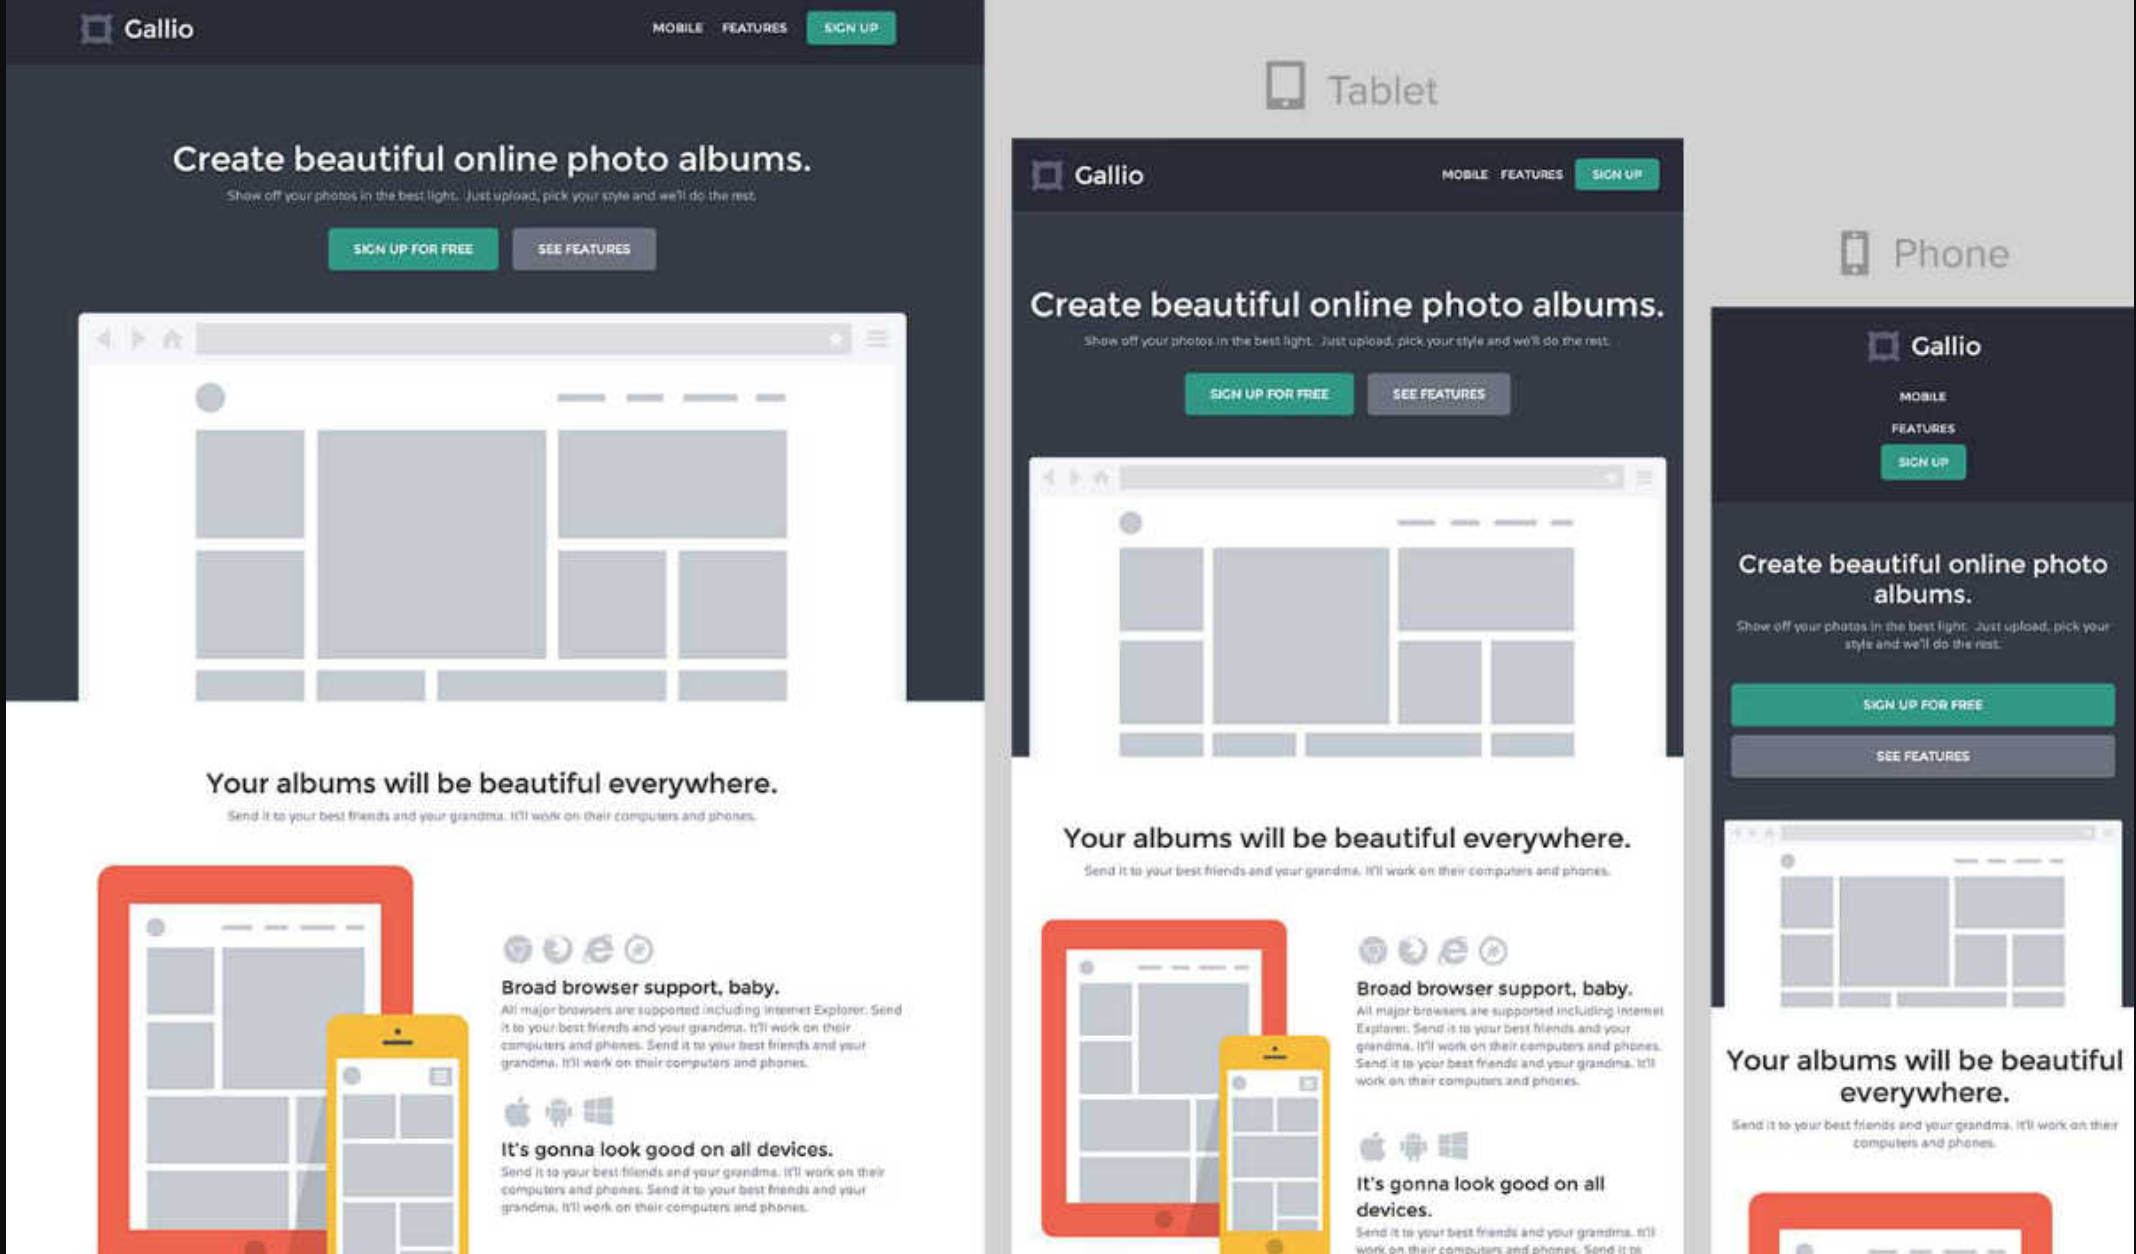 Gallio
MOBILE FEATURES SIGN UP
Create beautiful online photo albums.
Show off your photos in the best light. Just upload, pick your style and we'll do the rest.
SIGN UP FOR FREE SEE FEATURES
Your albums will be beautiful everywhere.
Send it to your best friends and your grandma. It'll work on their computers and phones.
Broad browser support, baby.
All major browsers are supported including Internet Explorer. Send
it to your best friends and your grandma. It'll work on their
computers and phones. Send it to your best friends and your
grandma. It'll work on their computers and phones.
It's gonna look good on all devices.
Send it to your best friends and your grandma. It'll work on their
computers and phones. Send it to your best friends and your
grandma. It'll work on their computers and phones.
Tablet
Gallio
MOBILE FEATURES SIGN UP
Create beautiful online photo albums.
Show off your photos in the best light. Just upload, pick your style and we'll do the rest.
SIGN UP FOR FREE SEE FEATURES
Your albums will be beautiful everywhere.
Send it to your best friends and your grandma. It'll work on their computers and phones.
Broad browser support, baby.
All major browsers are supported including Internet
Explorer. Send it to your best friends and your
grandma. It'll work on their computers and phones.
Send it to your best friends and your grandma. It'll
work on their computers and phones.
It's gonna look good on all
devices.
Send it to your best friends and your grandma. It'll
work on their computers and phones. Send it to
Phone
Gallio
MOBILE
FEATURES
SIGN UP
Create beautiful online photo
albums.
Show off your photos in the best light. Just upload, pick your
style and we'll do the rest.
SIGN UP FOR FREE
SEE FEATURES
Your albums will be beautiful
everywhere.
Send it to your best friends and your grandma. It'll work on their
computers and phones.